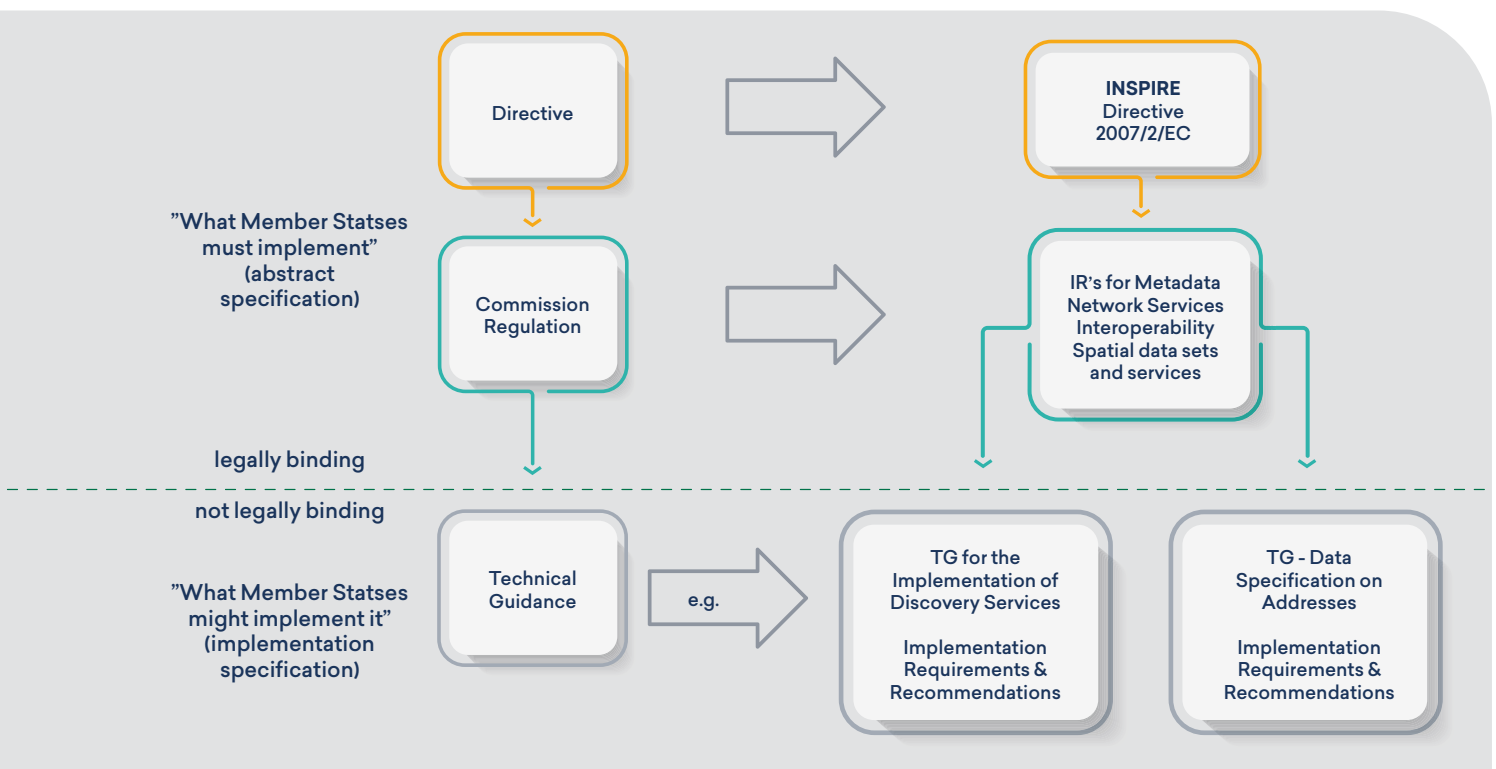 Directive
INSPIRE
Directive
2007/2/EC
”What Member Statses
must implement”
(abstract
specification)
Commission
Regulation
IR’s for Metadata
Network Services
Interoperability
Spatial data sets
and services
legally binding
not legally binding
”What Member Statses
might implement it”
(implementation
specification)
Technical
Guidance
e.g.
TG for the
Implementation of
Discovery Services
Implementation
Requirements &
Recommendations
TG - Data
Specification on
Addresses
Implementation
Requirements &
Recommendations